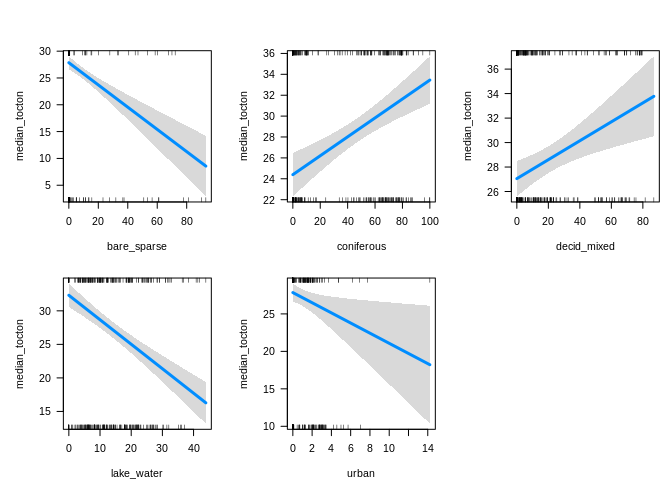 30
25
20
15
10
5
median_tocton
0 20 40 60 80
bare_sparse
36
34
32
30
28
26
24
22
median_tocton
0 20 40 60 80 100
coniferous
36
34
32
30
28
26
median_tocton
0 20 40 60 80
decid_mixed
30
25
20
15
median_tocton
0 10 20 30 40
lake_water
25
20
15
10
median_tocton
0 2 4 6 8 10 14
urban